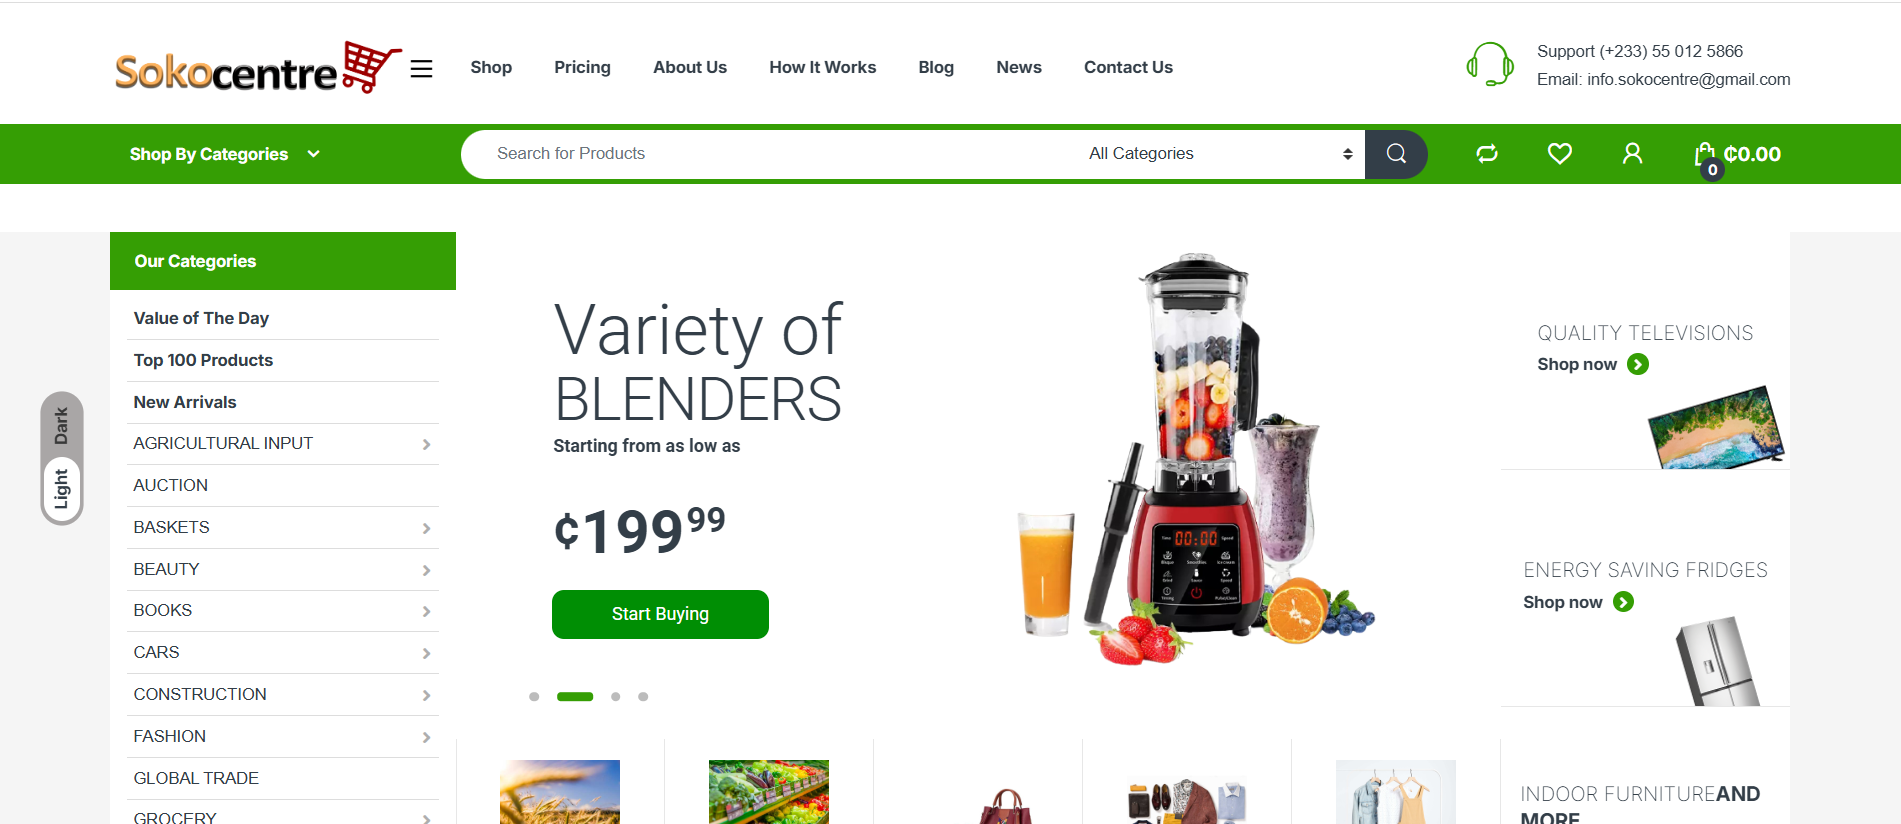 Sokocentre
Shop
Pricing
About Us
How It Works
Blog
News
Contact Us
Support (+233) 55 012 5866
Email: info.sokocentre@gmail.com
Shop By Categories
Search for Products
All Categories
0
₵0.00
Our Categories
Value of The Day
Top 100 Products
New Arrivals
AGRICULTURAL INPUT
AUCTION
BASKETS
BEAUTY
BOOKS
CARS
CONSTRUCTION
FASHION
GLOBAL TRADE
GROCERY
Dark
Light
Variety of
BLENDERS
Starting from as low as
₵199 99
Start Buying
Time 00:00 Speed
QUALITY TELEVISIONS
Shop now
ENERGY SAVING FRIDGES
Shop now
INDOOR FURNITUREAND
MORE